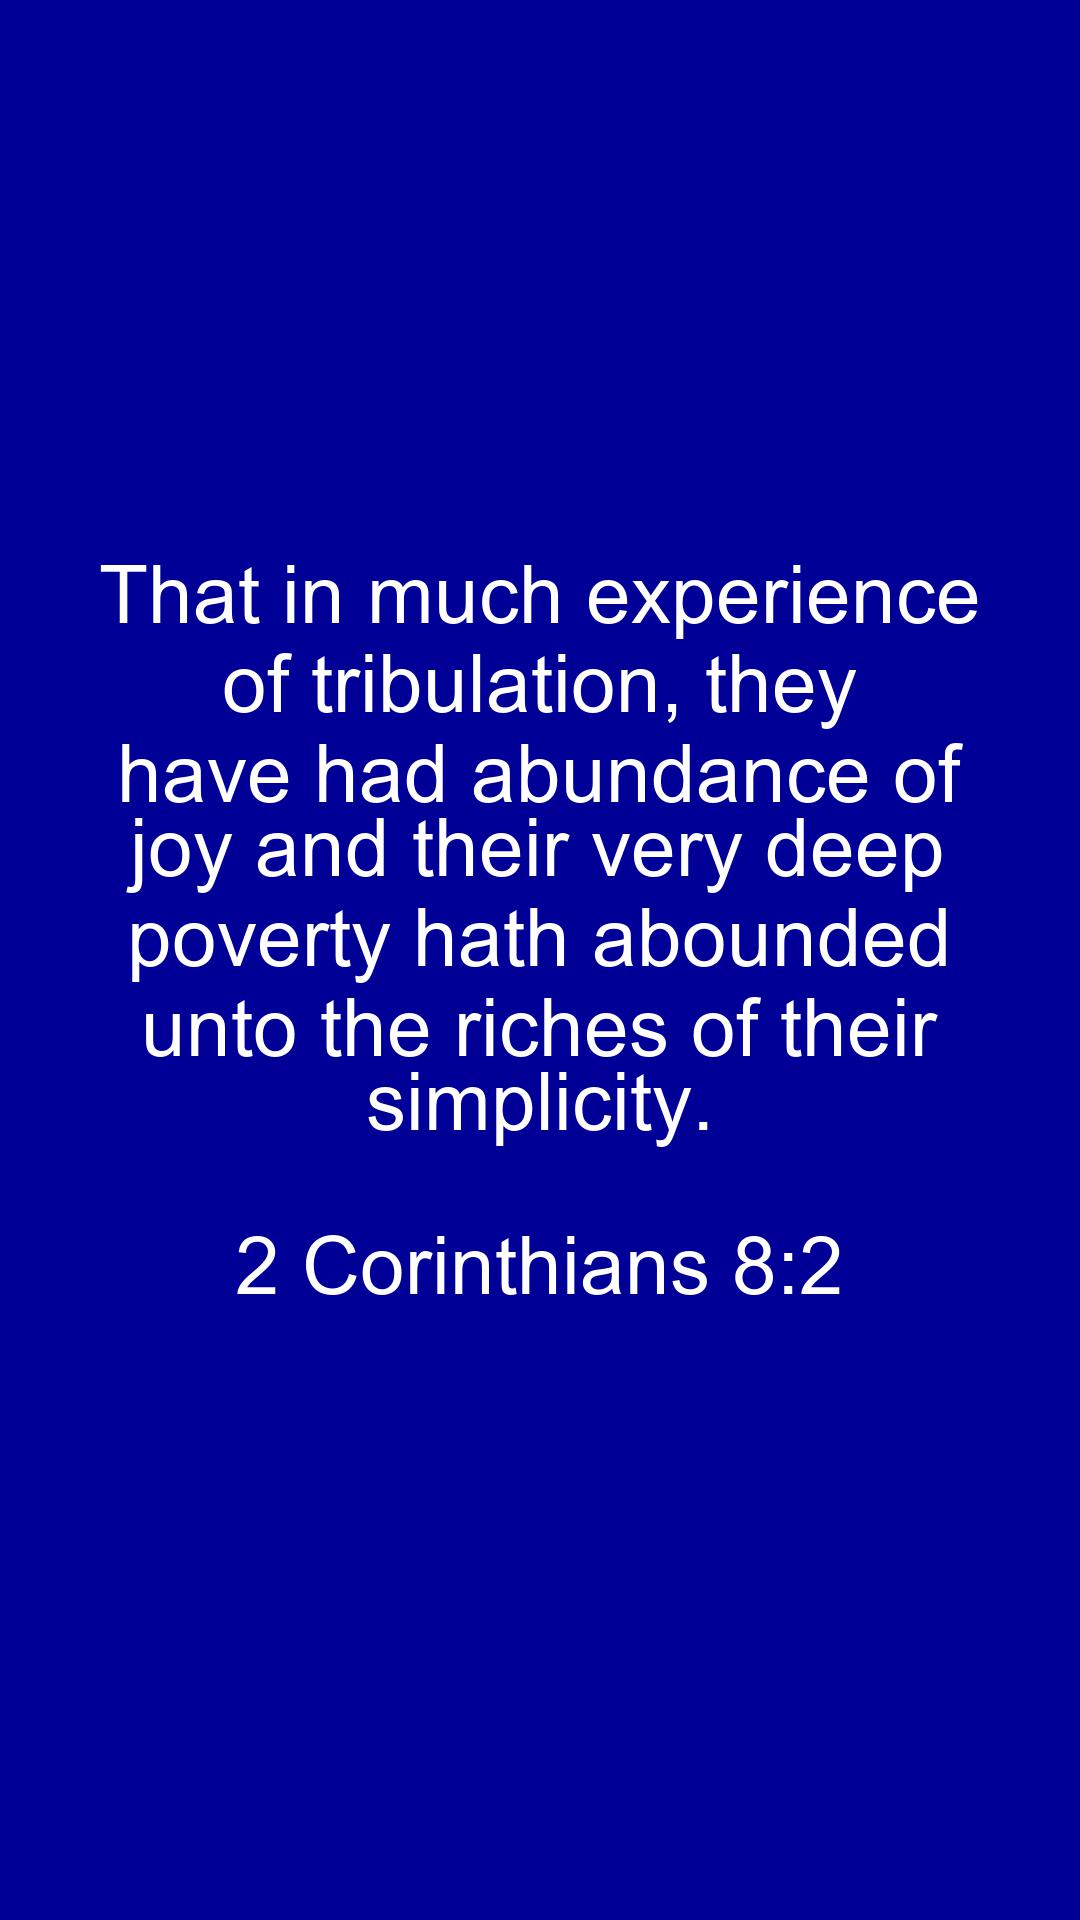 That in much experience
of tribulation, they
have had abundance of
joy and their very deep
poverty hath abounded
unto the riches of their
simplicity.
2 Corinthians 8:2